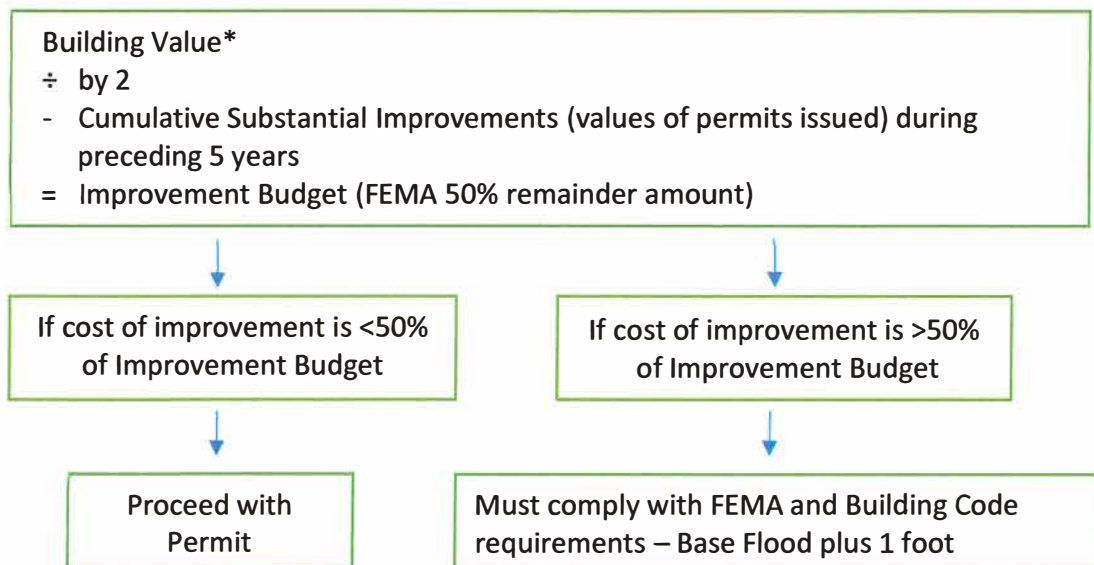 Building Value*
÷ by 2
- Cumulative Substantial Improvements (values of permits issued) during
preceding 5 years
= Improvement Budget (FEMA 50% remainder amount)
If cost of improvement is <50%
of Improvement Budget
If cost of improvement is >50%
of Improvement Budget
Proceed with
Permit
Must comply with FEMA and Building Code
requirements – Base Flood plus 1 foot